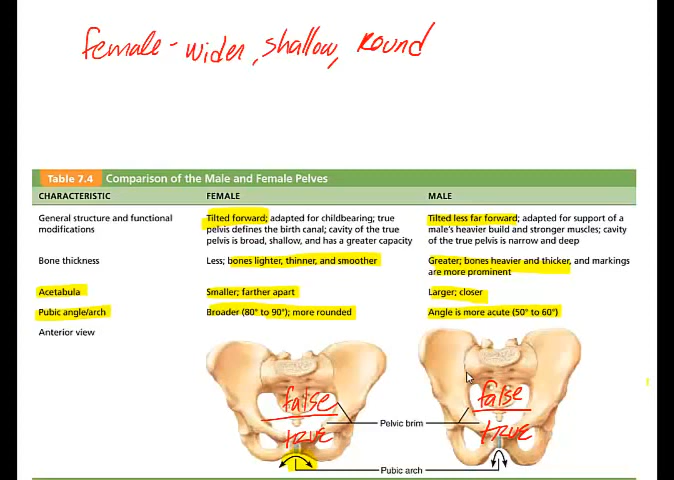 female - wider, shallow, Round
Table 7.4 Comparison of the Male and Female Pelves
CHARACTERISTIC FEMALE MALE
General structure and functional modifications
Tilted forward; adapted for childbearing; true
pelvis defines the birth canal; cavity of the true
pelvis is broad, shallow, and has a greater capacity
Tilted less far forward; adapted for support of a
male's heavier build and stronger muscles; cavity
of the true pelvis is narrow and deep
Bone thickness
Less; bones lighter, thinner, and smoother
Greater; bones heavier and thicker, and markings
are more prominent
Acetabula
Smaller; farther apart
Larger; closer
Pubic angle/arch
Broader (80° to 90°); more rounded
Angle is more acute (50° to 60°)
Anterior view
false
true
false
true
Pelvic brim
Pubic arch